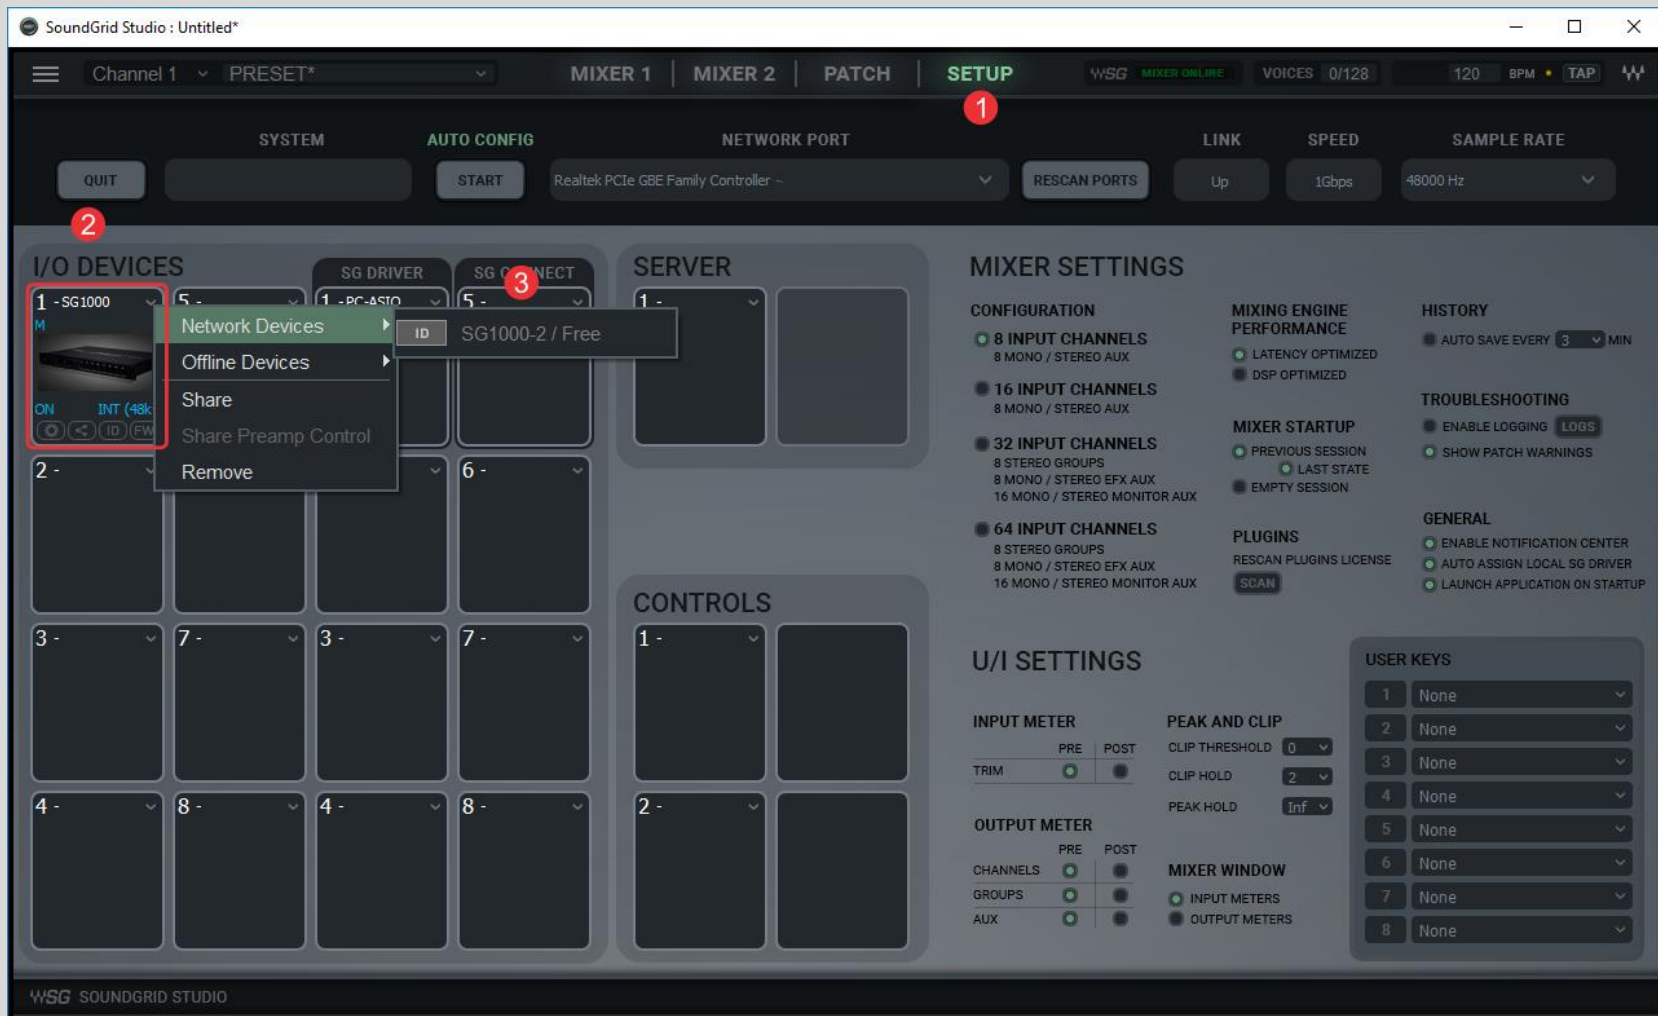 SoundGrid Studio : Untitled*
Channel 1 PRESET* MIXER 1 MIXER 2 PATCH SETUP WSG MIXER ONLINE VOICES 0/128 120 BPM TAP
1
SYSTEM AUTO CONFIG NETWORK PORT LINK SPEED SAMPLE RATE
QUIT START Realtek PCIe GBE Family Controller ~ RESCAN PORTS Up 1Gbps 48000 Hz
2
I/O DEVICES
SG DRIVER
3
1 - SG1000
M
ON INT (48k
ID FW
5 -
1 - PC-ASIO
5 -
Network Devices
Offline Devices
Share
Share Preamp Control
Remove
ID SG1000-2 / Free
2 - 6 -
3 - 7 - 3 - 7 -
4 - 8 - 4 - 8 -
SERVER
1 -
CONTROLS
1 -
2 -
MIXER SETTINGS
CONFIGURATION
8 INPUT CHANNELS
8 MONO / STEREO AUX
16 INPUT CHANNELS
8 MONO / STEREO AUX
32 INPUT CHANNELS
8 STEREO GROUPS
8 MONO / STEREO EFX AUX
16 MONO / STEREO MONITOR AUX
64 INPUT CHANNELS
8 STEREO GROUPS
8 MONO / STEREO EFX AUX
16 MONO / STEREO MONITOR AUX
MIXING ENGINE
PERFORMANCE
LATENCY OPTIMIZED
DSP OPTIMIZED
MIXER STARTUP
PREVIOUS SESSION
LAST STATE
EMPTY SESSION
PLUGINS
RESCAN PLUGINS LICENSE
SCAN
HISTORY
AUTO SAVE EVERY 3 MIN
TROUBLESHOOTING
ENABLE LOGGING LOGS
SHOW PATCH WARNINGS
GENERAL
ENABLE NOTIFICATION CENTER
AUTO ASSIGN LOCAL SG DRIVER
LAUNCH APPLICATION ON STARTUP
U/I SETTINGS
INPUT METER
PRE POST
TRIM
OUTPUT METER
PRE POST
CHANNELS
GROUPS
AUX
PEAK AND CLIP
CLIP THRESHOLD 0
CLIP HOLD 2
PEAK HOLD Inf
MIXER WINDOW
INPUT METERS
OUTPUT METERS
USER KEYS
1 None
2 None
3 None
4 None
5 None
6 None
7 None
8 None
WSG SOUNDGRID STUDIO